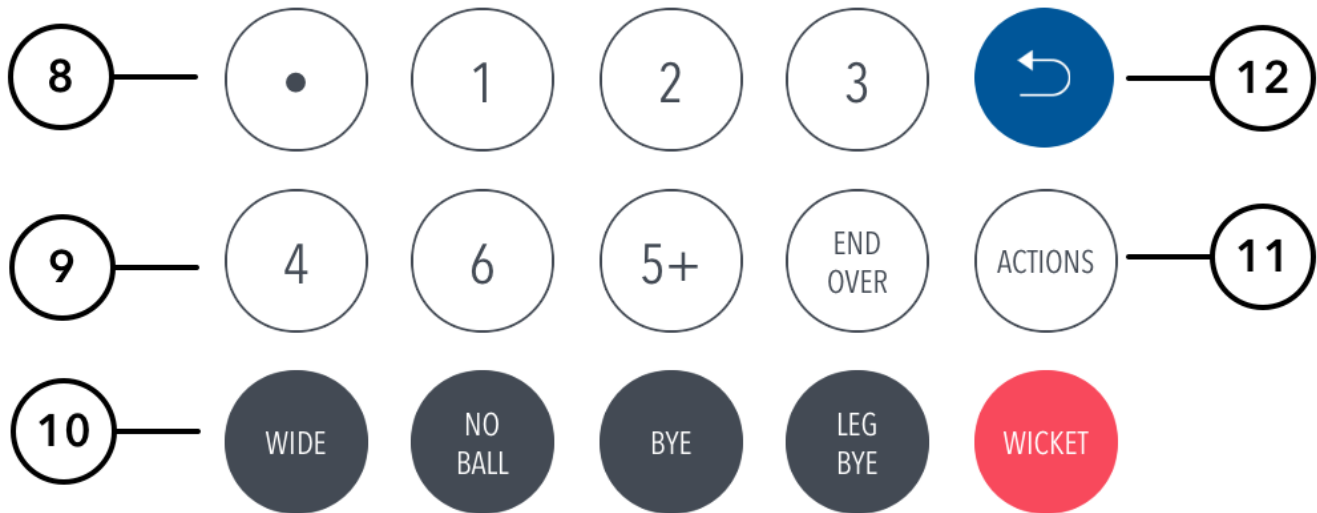 8 • 1 2 3 12
9 4 6 5+ END OVER ACTIONS 11
10 WIDE NO BALL BYE LEG BYE WICKET